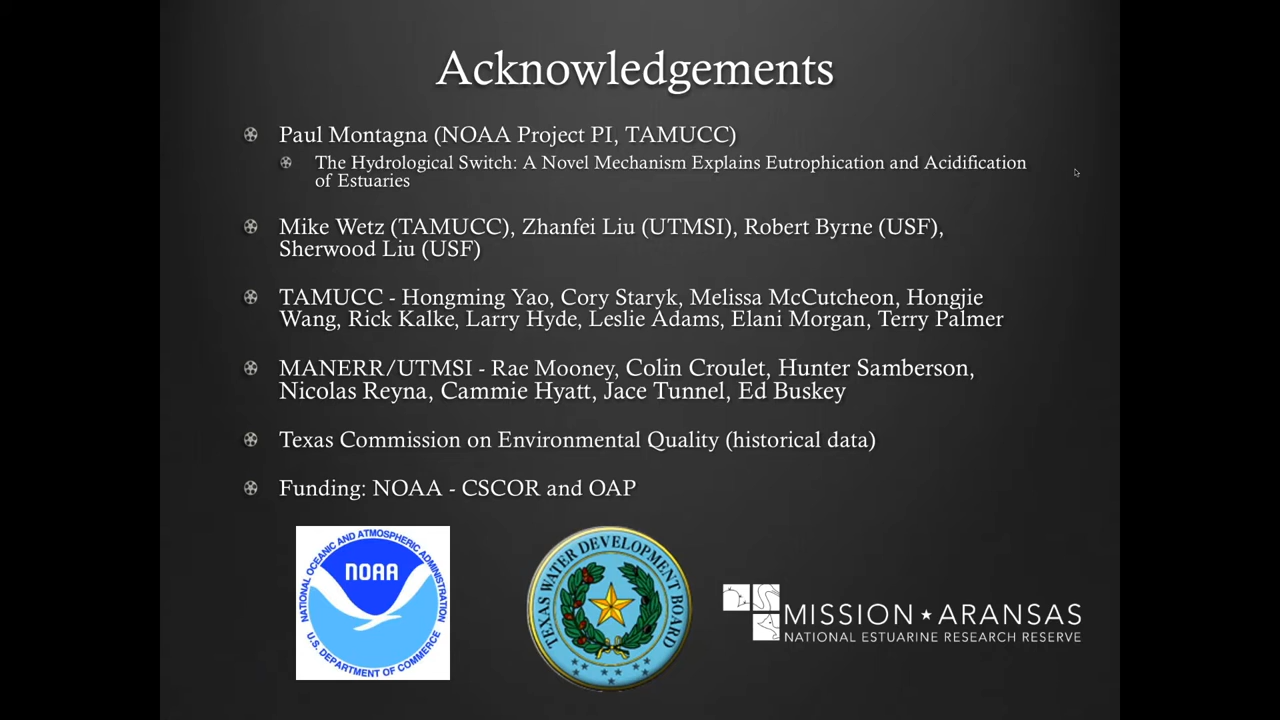 Acknowledgements
Paul Montagna (NOAA Project PI, TAMUCC)
The Hydrological Switch: A Novel Mechanism Explains Eutrophication and Acidification
of Estuaries
Mike Wetz (TAMUCC), Zhanfei Liu (UTMSI), Robert Byrne (USF),
Sherwood Liu (USF)
TAMUCC - Hongming Yao, Cory Staryk, Melissa McCutcheon, Hongjie
Wang, Rick Kalke, Larry Hyde, Leslie Adams, Elani Morgan, Terry Palmer
MANERR/UTMSI - Rae Mooney, Colin Croulet, Hunter Samberson,
Nicolas Reyna, Cammie Hyatt, Jace Tunnel, Ed Buskey
Texas Commission on Environmental Quality (historical data)
Funding: NOAA - CSCOR and OAP
NATIONAL OCEANIC AND ATMOSPHERIC ADMINISTRATION
NOAA
U.S. DEPARTMENT OF COMMERCE
TEXAS WATER DEVELOPMENT BOARD
MISSION ★ ARANSAS
NATIONAL ESTUARINE RESEARCH RESERVE